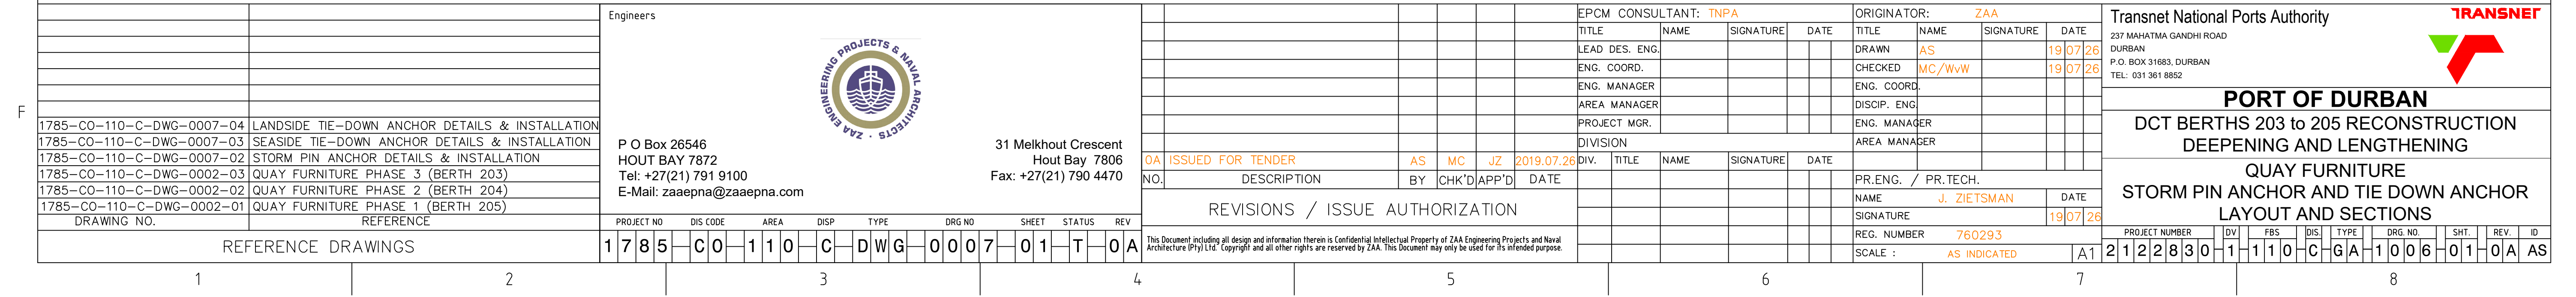 F
1785-CO-110-C-DWG-0007-04 LANDSIDE TIE-DOWN ANCHOR DETAILS & INSTALLATION
1785-CO-110-C-DWG-0007-03 SEASIDE TIE-DOWN ANCHOR DETAILS & INSTALLATION
1785-CO-110-C-DWG-0007-02 STORM PIN ANCHOR DETAILS & INSTALLATION
1785-CO-110-C-DWG-0002-03 QUAY FURNITURE PHASE 3 (BERTH 203)
1785-CO-110-C-DWG-0002-02 QUAY FURNITURE PHASE 2 (BERTH 204)
1785-CO-110-C-DWG-0002-01 QUAY FURNITURE PHASE 1 (BERTH 205)
DRAWING NO. REFERENCE
REFERENCE DRAWINGS
Engineers
ZAA ENGINEERING PROJECTS & NAVAL ARCHITECTS
P O Box 26546
HOUT BAY 7872
Tel: +27(21) 791 9100
E-Mail: zaaepna@zaaepna.com
31 Melkhout Crescent
Hout Bay 7806
Fax: +27(21) 790 4470
PROJECT NO DIS CODE AREA DISP TYPE DRG NO SHEET STATUS REV
1785-CO-110-C-DWG-0007-01-T-0A
0A ISSUED FOR TENDER AS MC JZ 2019.07.26
NO. DESCRIPTION BY CHK'D APP'D DATE
REVISIONS / ISSUE AUTHORIZATION
This Document including all design and information therein is Confidential Intellectual Property of ZAA Engineering Projects and Naval
Architecture (Pty) Ltd. Copyright and all other rights are reserved by ZAA. This Document may only be used for its intended purpose.
EPCM CONSULTANT: TNPA
TITLE NAME SIGNATURE DATE
LEAD DES. ENG.
ENG. COORD.
ENG. MANAGER
AREA MANAGER
PROJECT MGR.
DIVISION
DIV. TITLE NAME SIGNATURE DATE
ORIGINATOR: ZAA
TITLE NAME SIGNATURE DATE
DRAWN AS 19 07 26
CHECKED MC/WvW 19 07 26
ENG. COORD.
DISCIP. ENG.
ENG. MANAGER
AREA MANAGER
PR.ENG. / PR.TECH.
NAME J. ZIETSMAN DATE
SIGNATURE 19 07 26
REG. NUMBER 760293
SCALE : AS INDICATED A1
Transnet National Ports Authority
237 MAHATMA GANDHI ROAD
DURBAN
P.O. BOX 31683, DURBAN
TEL: 031 361 8852
TRANSNET
PORT OF DURBAN
DCT BERTHS 203 to 205 RECONSTRUCTION
DEEPENING AND LENGTHENING
QUAY FURNITURE
STORM PIN ANCHOR AND TIE DOWN ANCHOR
LAYOUT AND SECTIONS
PROJECT NUMBER DV FBS DIS. TYPE DRG. NO. SHT. REV. ID
2122830-1-110-C-GA-1006-01-0A AS
1 2 3 4 5 6 7 8